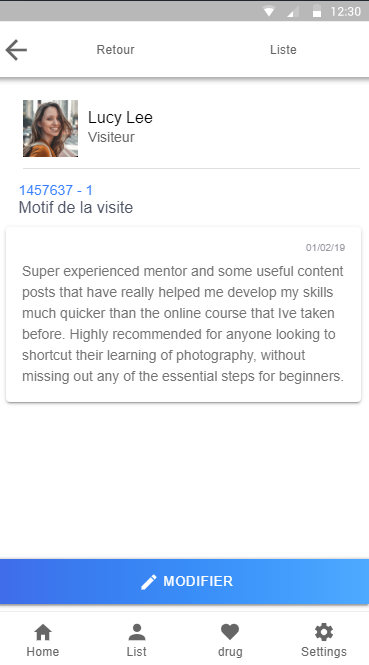 12:30
Retour
Liste
Lucy Lee
Visiteur
1457637 - 1
Motif de la visite
01/02/19
Super experienced mentor and some useful content
posts that have really helped me develop my skills
much quicker than the online course that Ive taken
before. Highly recommended for anyone looking to
shortcut their learning of photography, without
missing out any of the essential steps for beginners.
MODIFIER
Home
List
drug
Settings